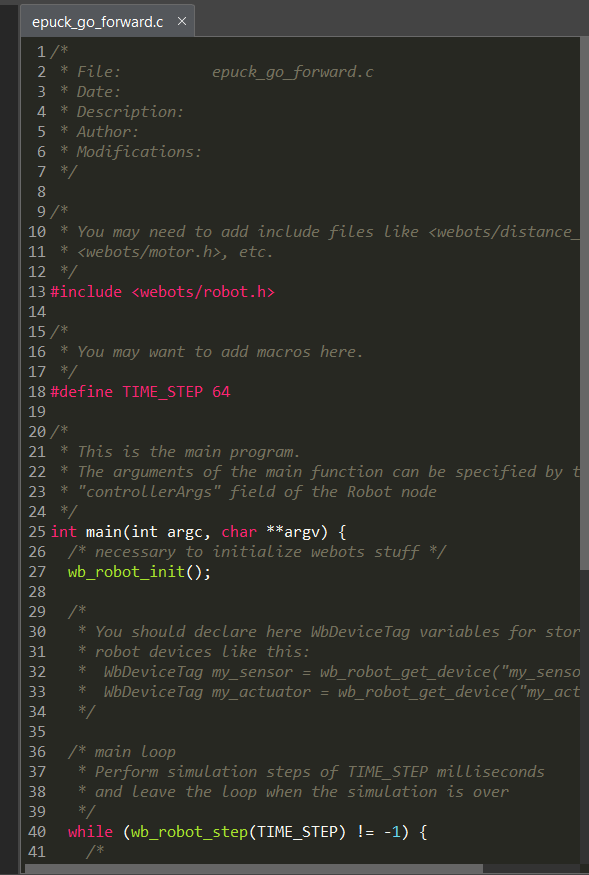 epuck_go_forward.c ×
1 /*
2  * File:          epuck_go_forward.c
3  * Date:
4  * Description:
5  * Author:
6  * Modifications:
7  */
8
9 /*
10  * You may need to add include files like <webots/distance_
11  * <webots/motor.h>, etc.
12  */
13 #include <webots/robot.h>
14
15 /*
16  * You may want to add macros here.
17  */
18 #define TIME_STEP 64
19
20 /*
21  * This is the main program.
22  * The arguments of the main function can be specified by t
23  * "controllerArgs" field of the Robot node
24  */
25 int main(int argc, char **argv) {
26   /* necessary to initialize webots stuff */
27   wb_robot_init();
28
29   /*
30    * You should declare here WbDeviceTag variables for stor
31    * robot devices like this:
32    *  WbDeviceTag my_sensor = wb_robot_get_device("my_senso
33    *  WbDeviceTag my_actuator = wb_robot_get_device("my_act
34    */
35
36   /* main loop
37    * Perform simulation steps of TIME_STEP milliseconds
38    * and leave the loop when the simulation is over
39    */
40   while (wb_robot_step(TIME_STEP) != -1) {
41     /*